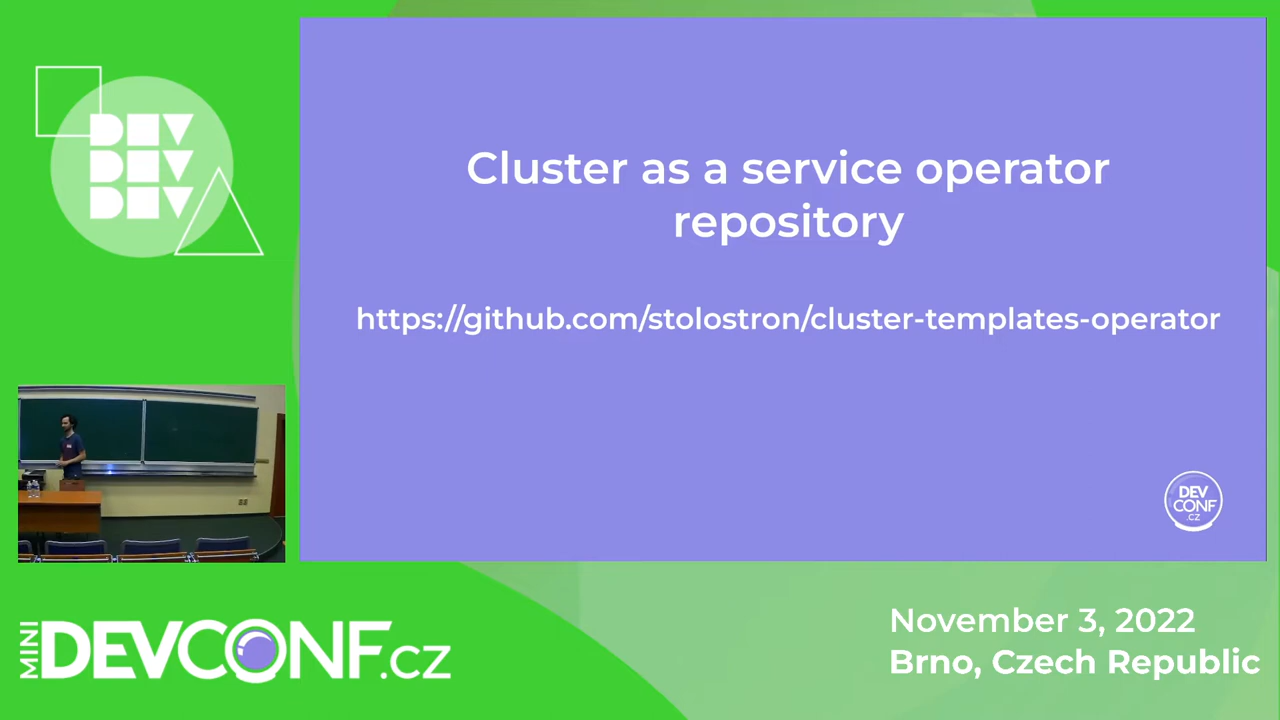 DEV
DEV
DEV
Cluster as a service operator
repository
https://github.com/stolostron/cluster-templates-operator
DEV
CONF
.CZ
MINI DEVCONF.cz
November 3, 2022
Brno, Czech Republic